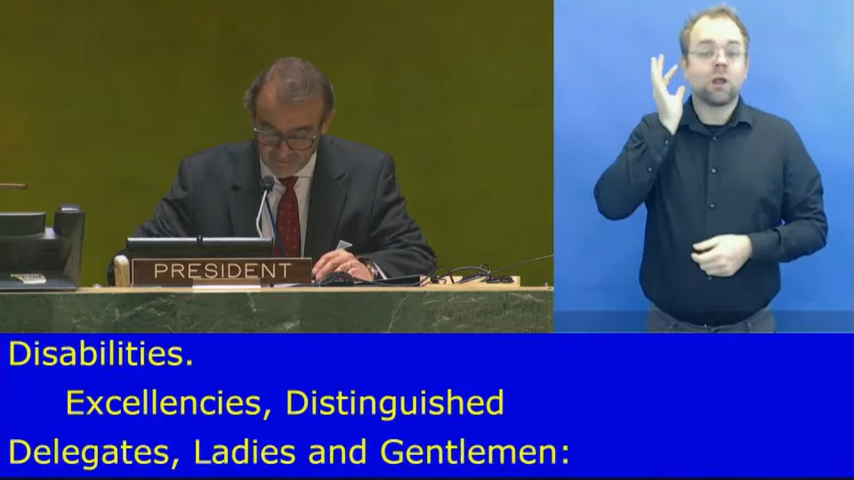 PRESIDENT
Disabilities.
Excellencies, Distinguished
Delegates, Ladies and Gentlemen: